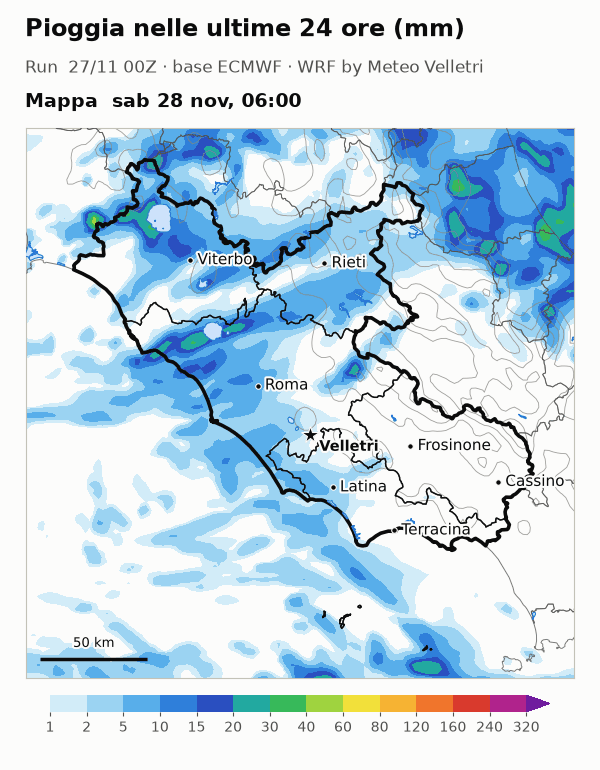 Pioggia nelle ultime 24 ore (mm)
Run 27/11 00Z · base ECMWF · WRF by Meteo Velletri
Mappa sab 28 nov, 06:00
Viterbo
Rieti
Roma
Velletri
Frosinone
Cassino
Latina
Terracina
50 km
1 2 5 10 15 20 30 40 60 80 120 160 240 320